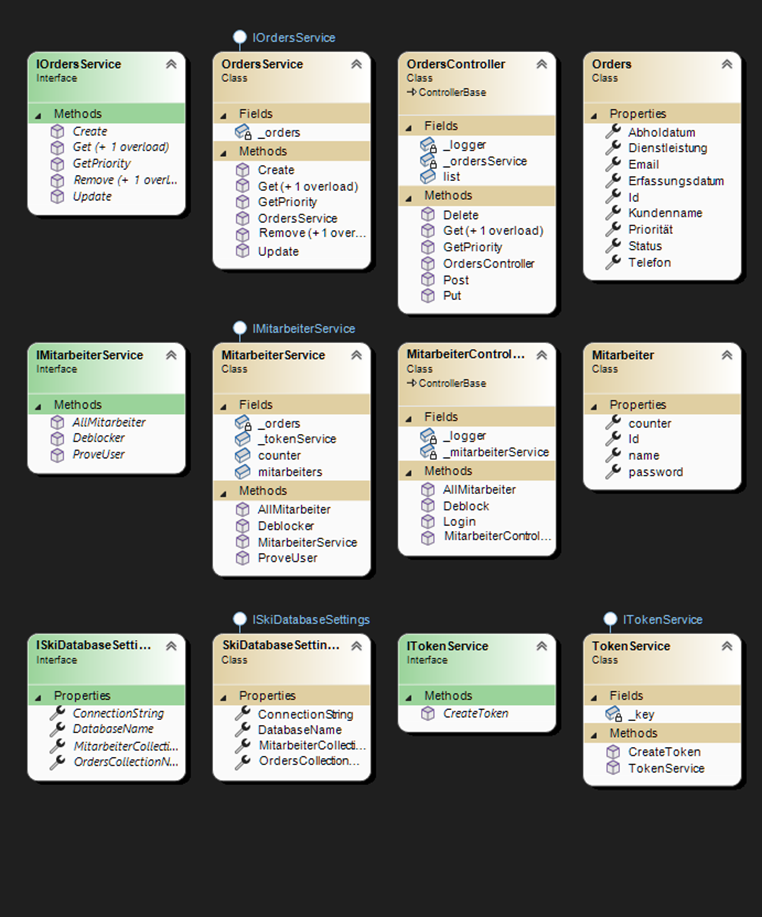 IOrdersService
IOrdersService
Interface
Methods
Create
Get (+ 1 overload)
GetPriority
Remove (+ 1 overl...
Update
OrdersService
Class
Fields
_orders
Methods
Create
Get (+ 1 overload)
GetPriority
OrdersService
Remove (+ 1 over...
Update
OrdersController
Class
ControllerBase
Fields
_logger
_ordersService
list
Methods
Delete
Get (+ 1 overload)
GetPriority
OrdersController
Post
Put
Orders
Class
Properties
Abholdatum
Dienstleistung
Email
Erfassungsdatum
Id
Kundenname
Priorität
Status
Telefon
IMitarbeiterService
IMitarbeiterService
Interface
Methods
AllMitarbeiter
Deblocker
ProveUser
MitarbeiterService
Class
Fields
_orders
_tokenService
counter
mitarbeiters
Methods
AllMitarbeiter
Deblocker
MitarbeiterService
ProveUser
MitarbeiterControl...
Class
ControllerBase
Fields
_logger
_mitarbeiterService
Methods
AllMitarbeiter
Deblock
Login
MitarbeiterControl...
Mitarbeiter
Class
Properties
counter
Id
name
password
ISkiDatabaseSettings
ITokenService
ISkiDatabaseSetti...
Interface
Properties
ConnectionString
DatabaseName
MitarbeiterCollecti...
OrdersCollectionN...
SkiDatabaseSettin...
Class
Properties
ConnectionString
DatabaseName
MitarbeiterCollecti...
OrdersCollection...
ITokenService
Interface
Methods
CreateToken
TokenService
Class
Fields
_key
Methods
CreateToken
TokenService